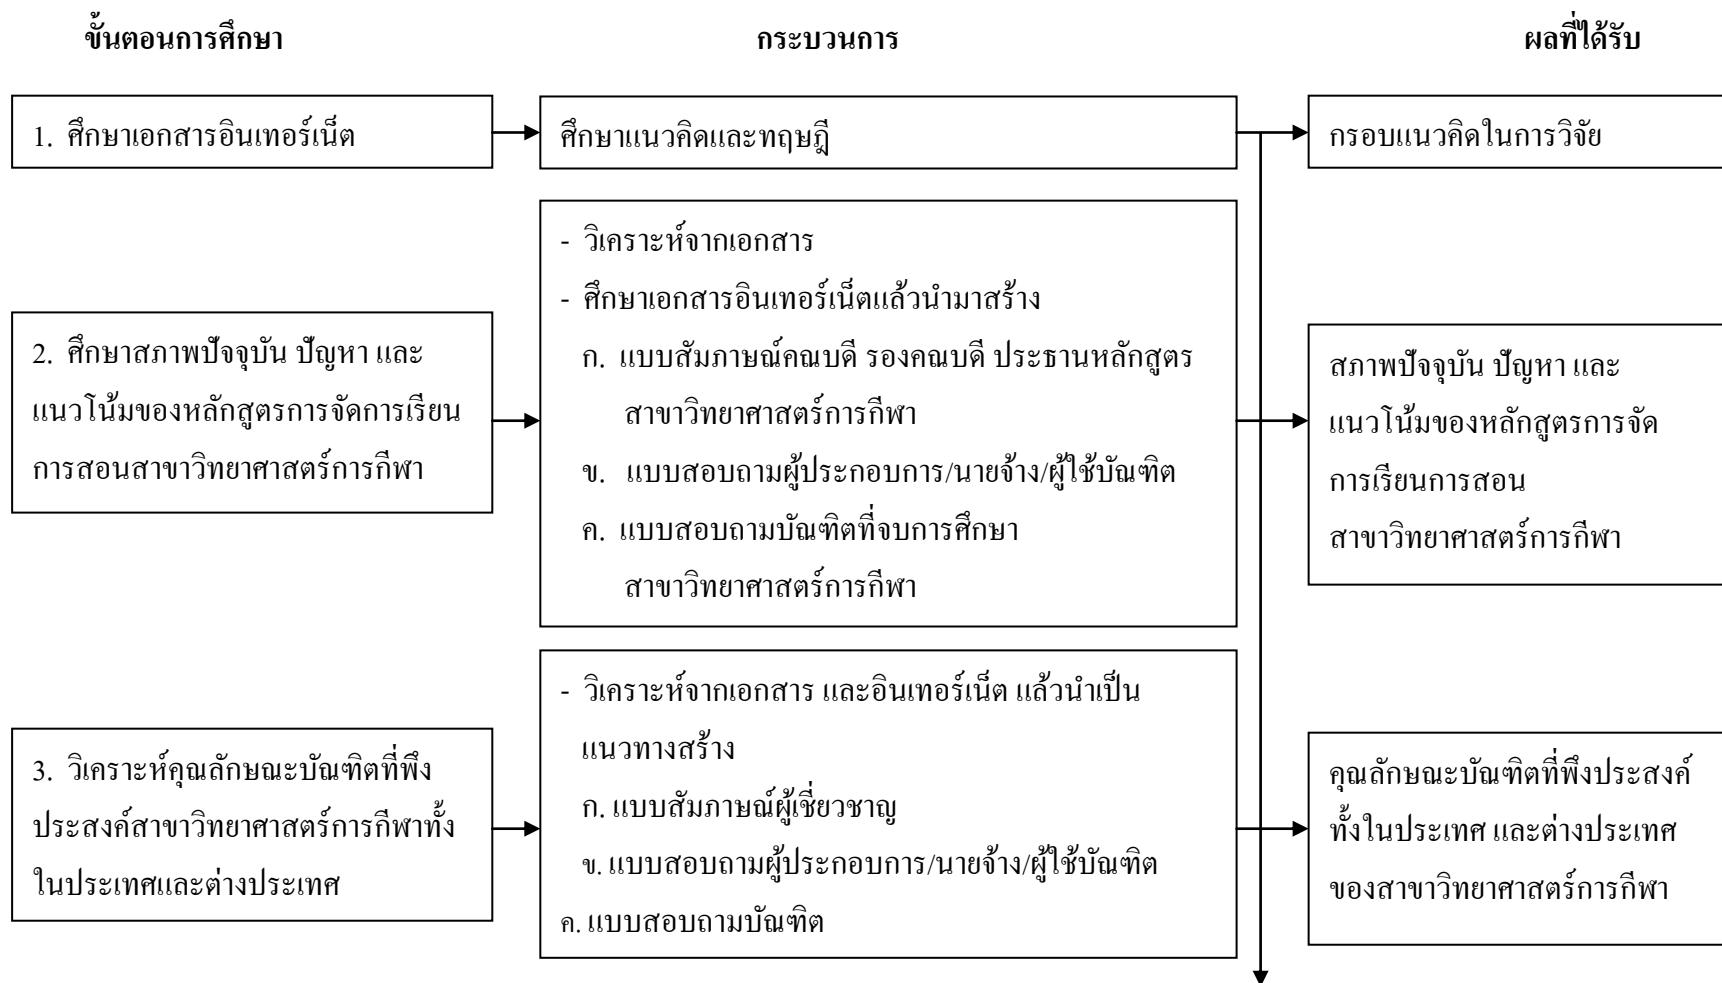 ขั้นตอนการศึกษา
กระบวนการ
ผลที่ได้รับ
1. ศึกษาเอกสารอินเทอร์เน็ต
ศึกษาแนวคิดและทฤษฎี
กรอบแนวคิดในการวิจัย
2. ศึกษาสภาพปัจจุบัน ปัญหา และ
แนวโน้มของหลักสูตรการจัดการเรียน
การสอนสาขาวิทยาศาสตร์การกีฬา
- วิเคราะห์จากเอกสาร
- ศึกษาเอกสารอินเทอร์เน็ตแล้วนำมาสร้าง
ก. แบบสัมภาษณ์คณบดี รองคณบดี ประธานหลักสูตร
สาขาวิทยาศาสตร์การกีฬา
ข. แบบสอบถามผู้ประกอบการ/นายจ้าง/ผู้ใช้บัณฑิต
ค. แบบสอบถามบัณฑิตที่จบการศึกษา
สาขาวิทยาศาสตร์การกีฬา
สภาพปัจจุบัน ปัญหา และ
แนวโน้มของหลักสูตรการจัด
การเรียนการสอน
สาขาวิทยาศาสตร์การกีฬา
3. วิเคราะห์คุณลักษณะบัณฑิตที่พึง
ประสงค์สาขาวิทยาศาสตร์การกีฬาทั้ง
ในประเทศและต่างประเทศ
- วิเคราะห์จากเอกสาร และอินเทอร์เน็ต แล้วนำเป็น
แนวทางสร้าง
ก. แบบสัมภาษณ์ผู้เชี่ยวชาญ
ข. แบบสอบถามผู้ประกอบการ/นายจ้าง/ผู้ใช้บัณฑิต
ค. แบบสอบถามบัณฑิต
คุณลักษณะบัณฑิตที่พึงประสงค์
ทั้งในประเทศ และต่างประเทศ
ของสาขาวิทยาศาสตร์การกีฬา